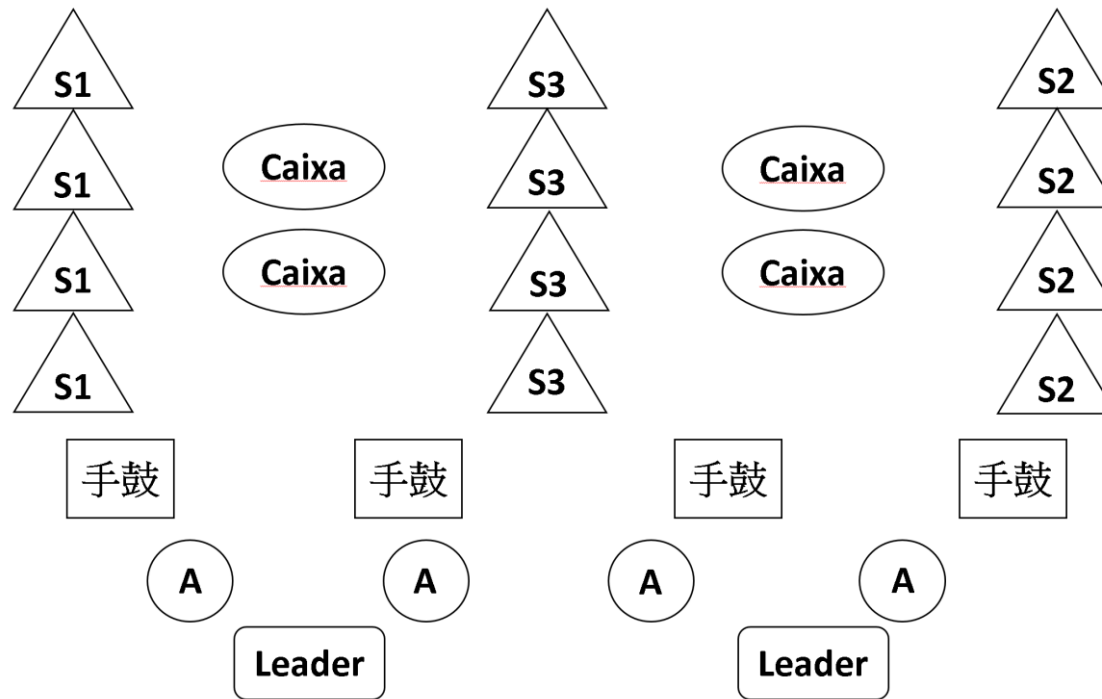 S1 S3 S2
S1 Caixa S3 Caixa S2
S1 Caixa S3 Caixa S2
S1 S3 S2
手鼓 手鼓 手鼓 手鼓
A A A A
Leader Leader